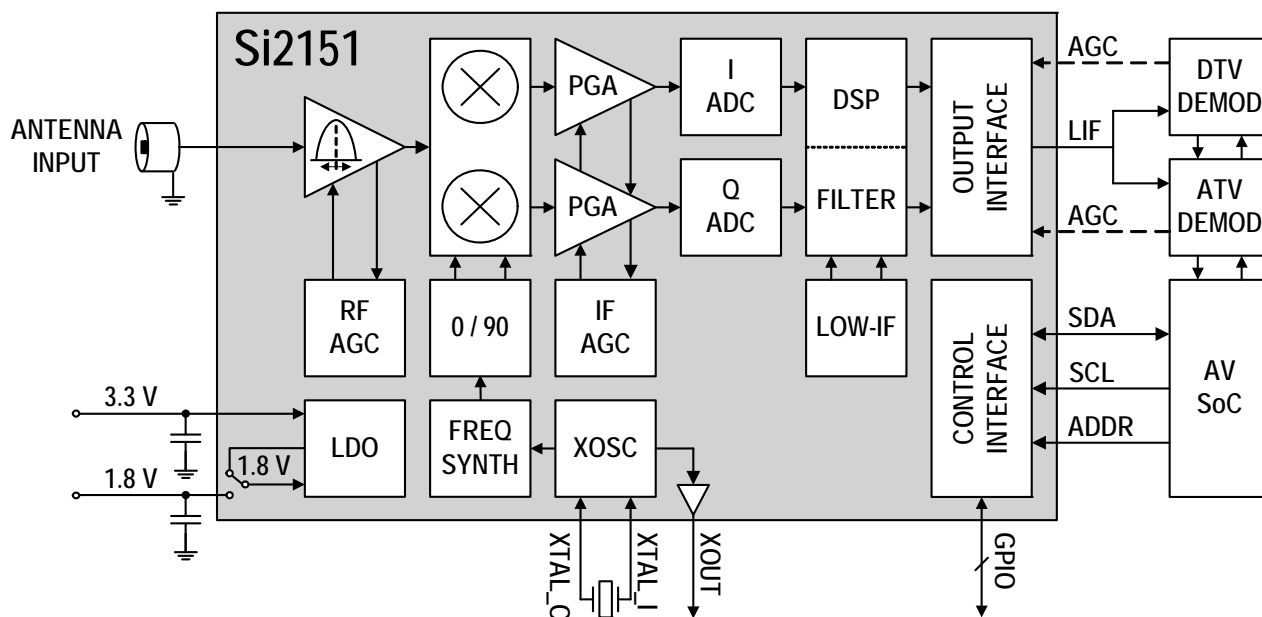 Si2151
ANTENNA
INPUT
PGA
PGA
I
ADC
Q
ADC
DSP
FILTER
OUTPUT
INTERFACE
AGC
LIF
AGC
DTV
DEMOD
ATV
DEMOD
RF
AGC
0 / 90
IF
AGC
LOW-IF
CONTROL
INTERFACE
SDA
SCL
ADDR
AV
SoC
3.3 V
1.8 V
1.8 V
LDO
FREQ
SYNTH
XOSC
XTAL_I
XOUT
GPIO